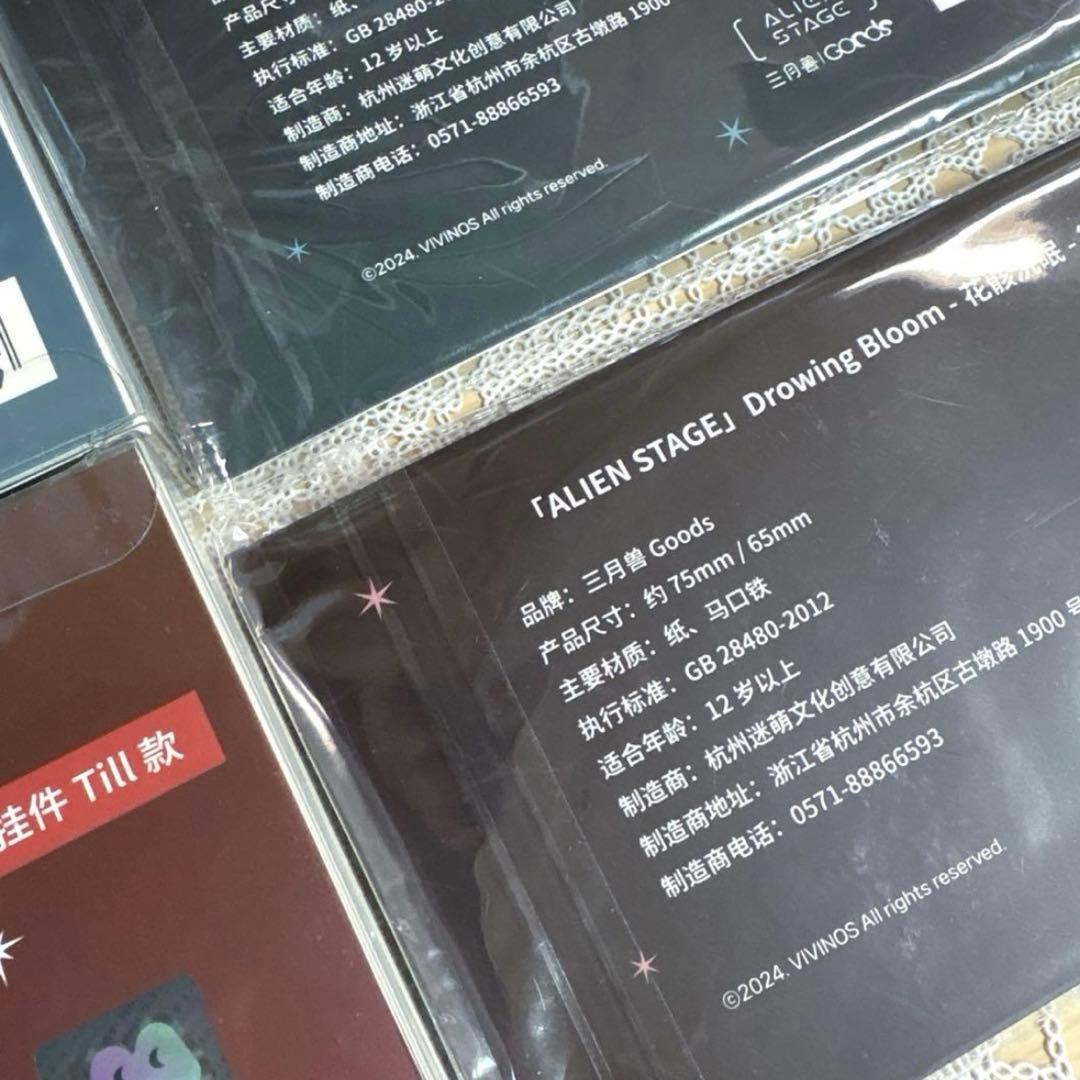 主要材质：纸、
执行标准：GB 28480-2
适合年龄：12 岁以上
制造商：杭州迷萌文化创意有限公司
制造商地址：浙江省杭州市余杭区古墩路 1900
制造商电话：0571-88866593
©2024. VIVINOS All rights reserved.
ALIEN
STAGE
三月兽|Goods
「ALIEN STAGE」Drowing Bloom - 花骸沉眠 -
品牌：三月兽 Goods
产品尺寸：约 75mm / 65mm
主要材质：纸、马口铁
执行标准：GB 28480-2012
适合年龄：12 岁以上
制造商：杭州迷萌文化创意有限公司
制造商地址：浙江省杭州市余杭区古墩路 1900 号
制造商电话：0571-88866593
©2024. VIVINOS All rights reserved.
挂件 Till 款